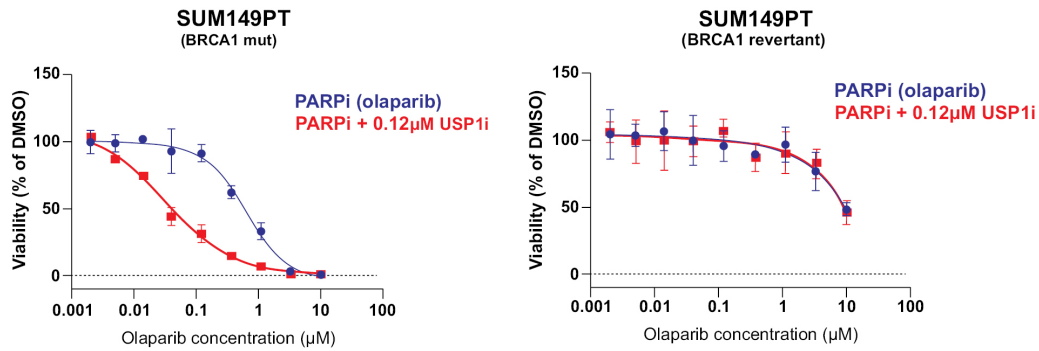 SUM149PT
(BRCA1 mut)
150
100
50
0
Viability (% of DMSO)
PARPi (olaparib)
PARPi + 0.12µM USP1i
0.001 0.01 0.1 1 10 100
Olaparib concentration (µM)
SUM149PT
(BRCA1 revertant)
150
100
50
0
Viability (% of DMSO)
PARPi (olaparib)
PARPi + 0.12µM USP1i
0.001 0.01 0.1 1 10 100
Olaparib concentration (µM)